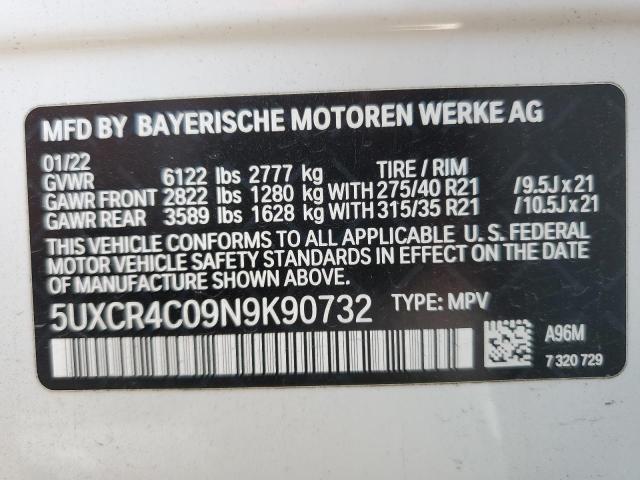 MFD BY BAYERISCHE MOTOREN WERKE AG
01/22
GVWR 6122 lbs 2777 kg TIRE / RIM
GAWR FRONT 2822 lbs 1280 kg WITH 275/40 R21 /9.5J x 21
GAWR REAR 3589 lbs 1628 kg WITH 315/35 R21 /10.5J x 21
THIS VEHICLE CONFORMS TO ALL APPLICABLE U. S. FEDERAL
MOTOR VEHICLE SAFETY STANDARDS IN EFFECT ON THE DATE
OF MANUFACTURE SHOWN ABOVE.
5UXCR4C09N9K90732 TYPE: MPV
A96M
7 320 729